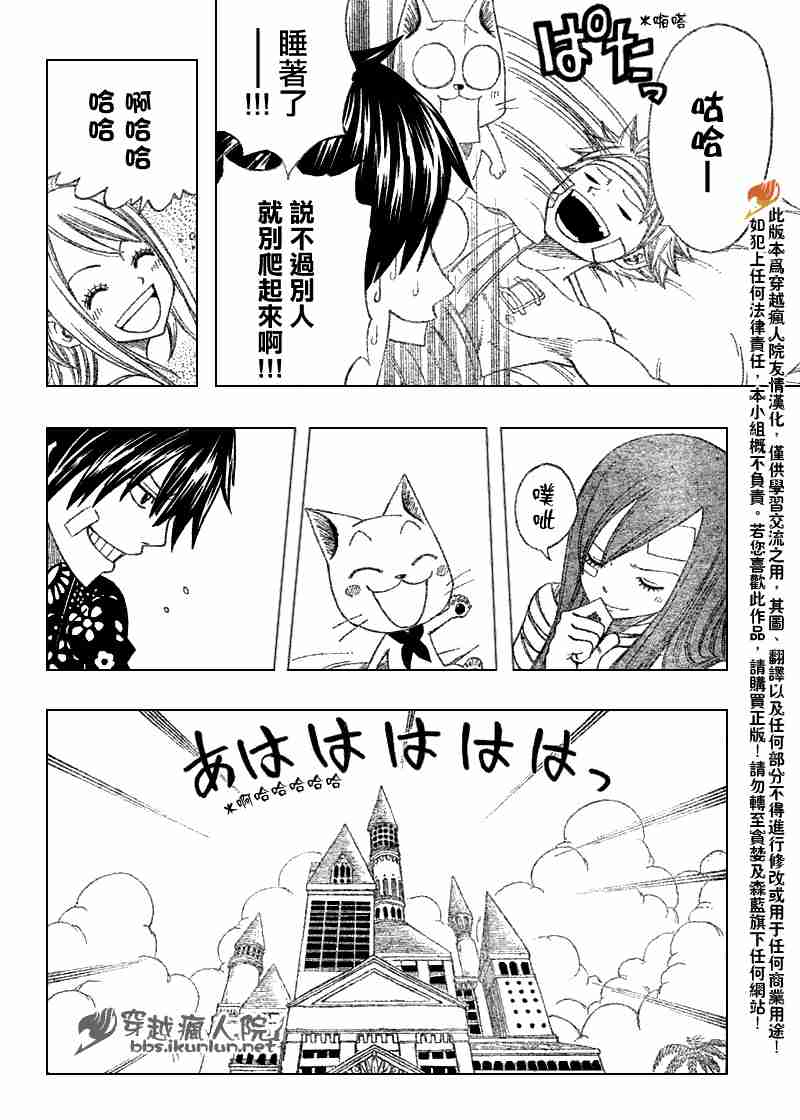 咕哈——
ぱたっ
*啪嗒
睡著了——!!!
說不過別人
就別爬起來啊!!!
啊哈哈
哈哈
噗呲
あはははははっ
*啊哈哈哈哈哈
穿越瘋人院
bbs.ikunlun.net
此版本爲穿越瘋人院友情漢化，僅供學習交流之用，其圖、翻譯以及任何部分不得進行修改或用于任何商業用途！
如犯上任何法律責任，本小組概不負責。若您喜歡此作品，請購買正版！請勿轉至貪婪及森藍旗下任何網站！